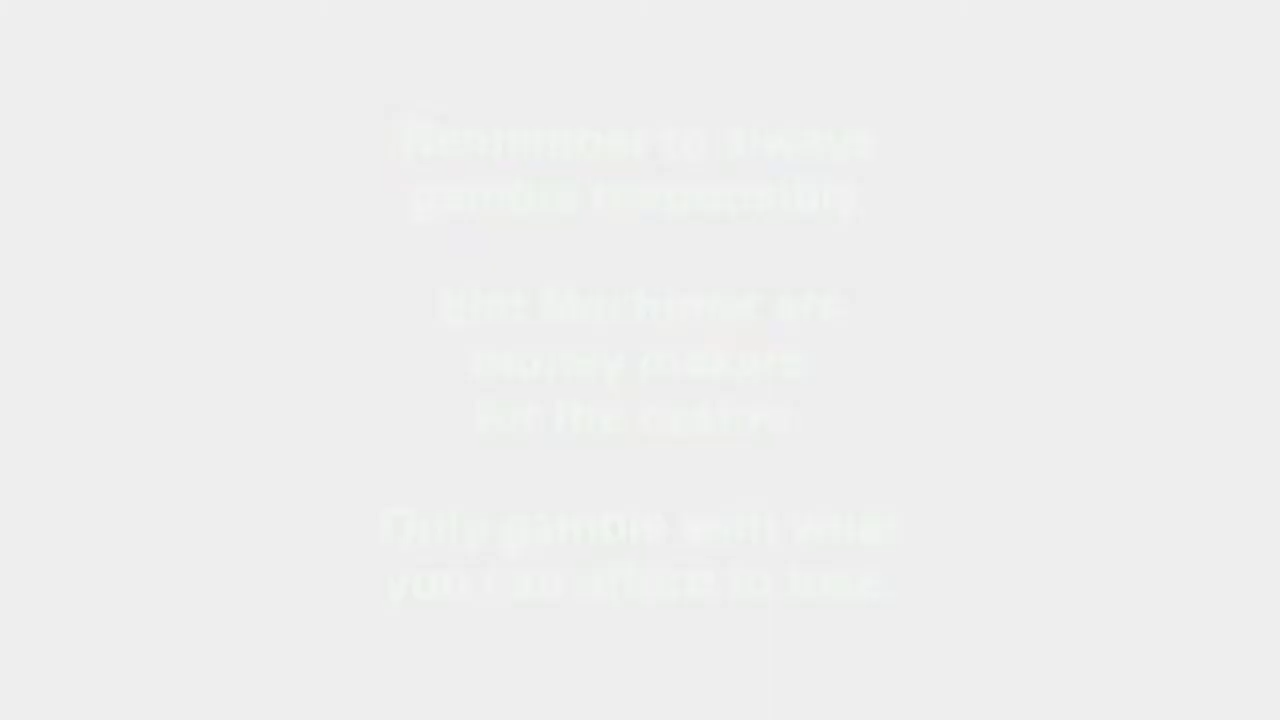 Remember to always
gamble responsibly
machines are
money makers
for the casino
Only gamble with what
you can afford to lose.